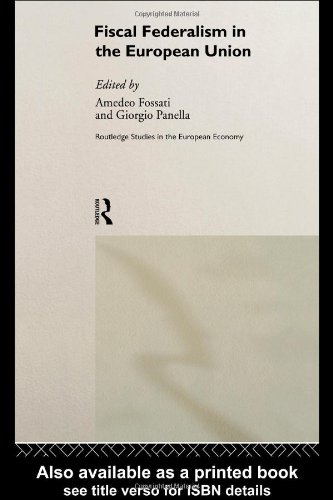 Fiscal Federalism in
the European Union
Edited by
Amedeo Fossati
and Giorgio Panella
Routledge Studies in the European Economy
ROUTLEDGE
Also available as a printed book
see title verso for ISBN details